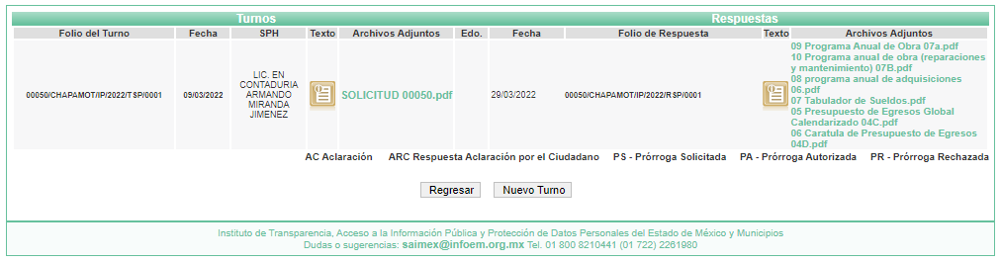 Turnos Respuestas
Folio del Turno Fecha SPH Texto Archivos Adjuntos Edo. Fecha Folio de Respuesta Texto Archivos Adjuntos
00050/CHAPAMOT/IP/2022/TSP/0001 09/03/2022
LIC. EN
CONTADURIA
ARMANDO
MIRANDA
JIMENEZ
SOLICITUD 00050.pdf
29/03/2022 00050/CHAPAMOT/IP/2022/RSP/0001
09 Programa Anual de Obra 07a.pdf
10 Programa anual de obra (reparaciones
y mantenimiento) 07B.pdf
08 programa anual de adquisiciones
06.pdf
07 Tabulador de Sueldos.pdf
05 Presupuesto de Egresos Global
Calendarizado 04C.pdf
06 Caratula de Presupuesto de Egresos
04D.pdf
AC Aclaración ARC Respuesta Aclaración por el Ciudadano PS - Prórroga Solicitada PA - Prórroga Autorizada PR - Prórroga Rechazada
Regresar Nuevo Turno
Instituto de Transparencia, Acceso a la Información Pública y Protección de Datos Personales del Estado de México y Municipios
Dudas o sugerencias: saimex@infoem.org.mx Tel. 01 800 8210441 (01 722) 2261980